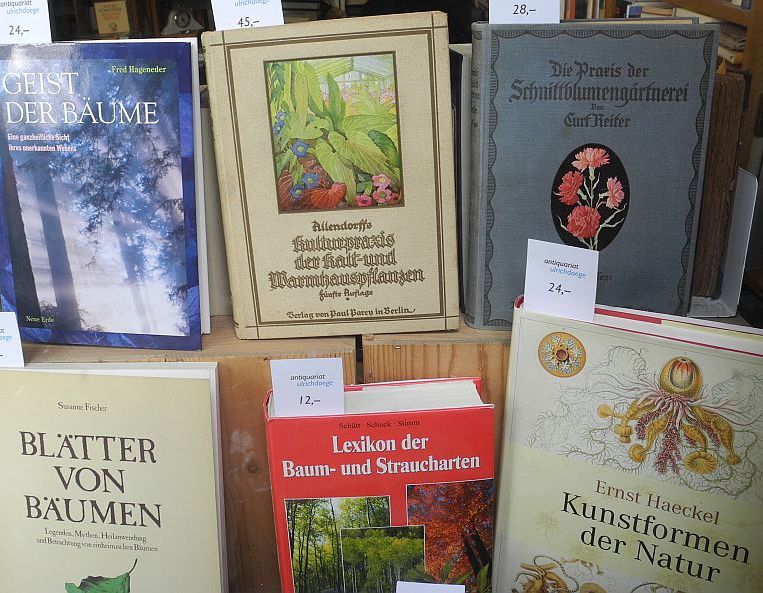 antiquariat
ulrichdoege
24,–
Fred Hageneder
GEIST
DER BÄUME
Eine ganzheitliche Sicht
ihres unerkannten Wesens
Neue Erde
45,–
Allendorffs
Kulturpraxis
der Kalt- und
Warmhauspflanzen
fünfte Auflage
Verlag von Paul Parey in Berlin
antiquariat
ulrichdoege
28,–
Die Praxis der
Schnittblumengärtnerei
Von
Curt Reiter
Susanne Fischer
BLÄTTER
VON
BÄUMEN
Legenden, Mythen, Heilanwendung
und Betrachtung von einheimischen Bäumen
antiquariat
ulrichdoege
12,–
Schütt · Schuck · Stimm
Lexikon der
Baum- und Straucharten
antiquariat
ulrichdoege
24,–
Ernst Haeckel
Kunstformen
der Natur